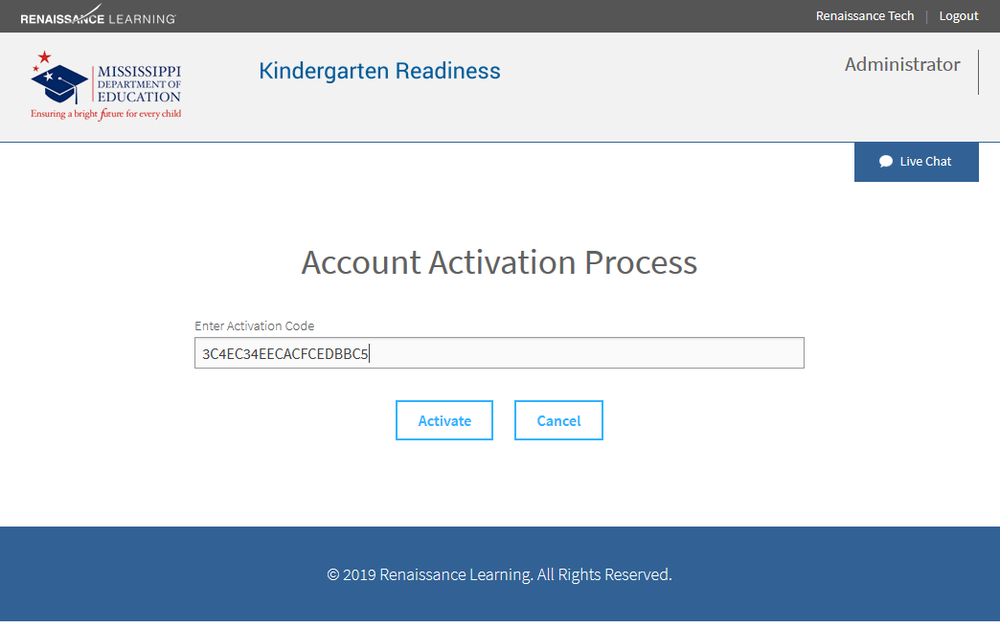 RENAISSANCE LEARNING
Renaissance Tech | Logout
MISSISSIPPI
DEPARTMENT OF
EDUCATION
Ensuring a bright future for every child
Kindergarten Readiness
Administrator
Live Chat
Account Activation Process
Enter Activation Code
3C4EC34EECACFCEDBBC5
Activate
Cancel
© 2019 Renaissance Learning. All Rights Reserved.